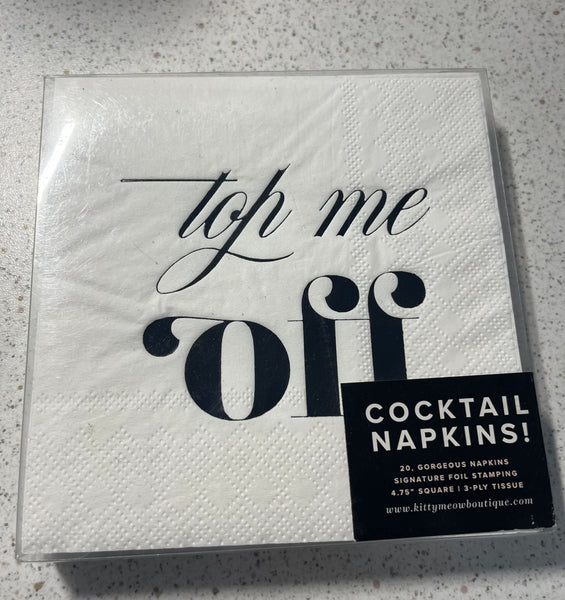 top me
off
COCKTAIL
NAPKINS!
20, GORGEOUS NAPKINS
SIGNATURE FOIL STAMPING
4.75" SQUARE | 3-PLY TISSUE
www.kittymeowboutique.com